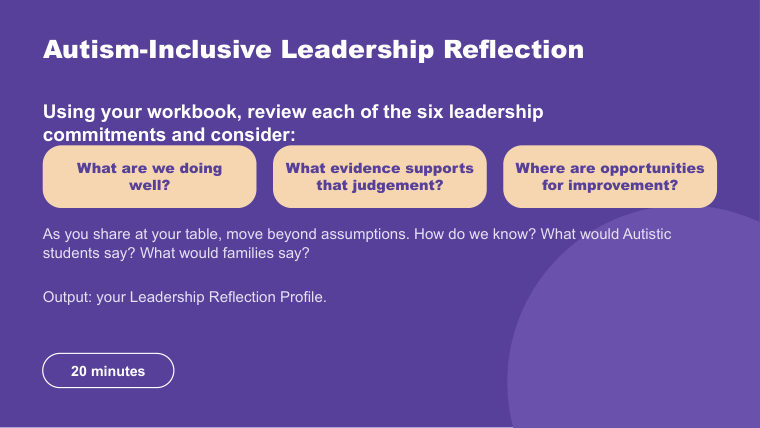 Autism-Inclusive Leadership Reflection
Using your workbook, review each of the six leadership
commitments and consider:
What are we doing
well?
What evidence supports
that judgement?
Where are opportunities
for improvement?
As you share at your table, move beyond assumptions. How do we know? What would Autistic
students say? What would families say?
Output: your Leadership Reflection Profile.
20 minutes